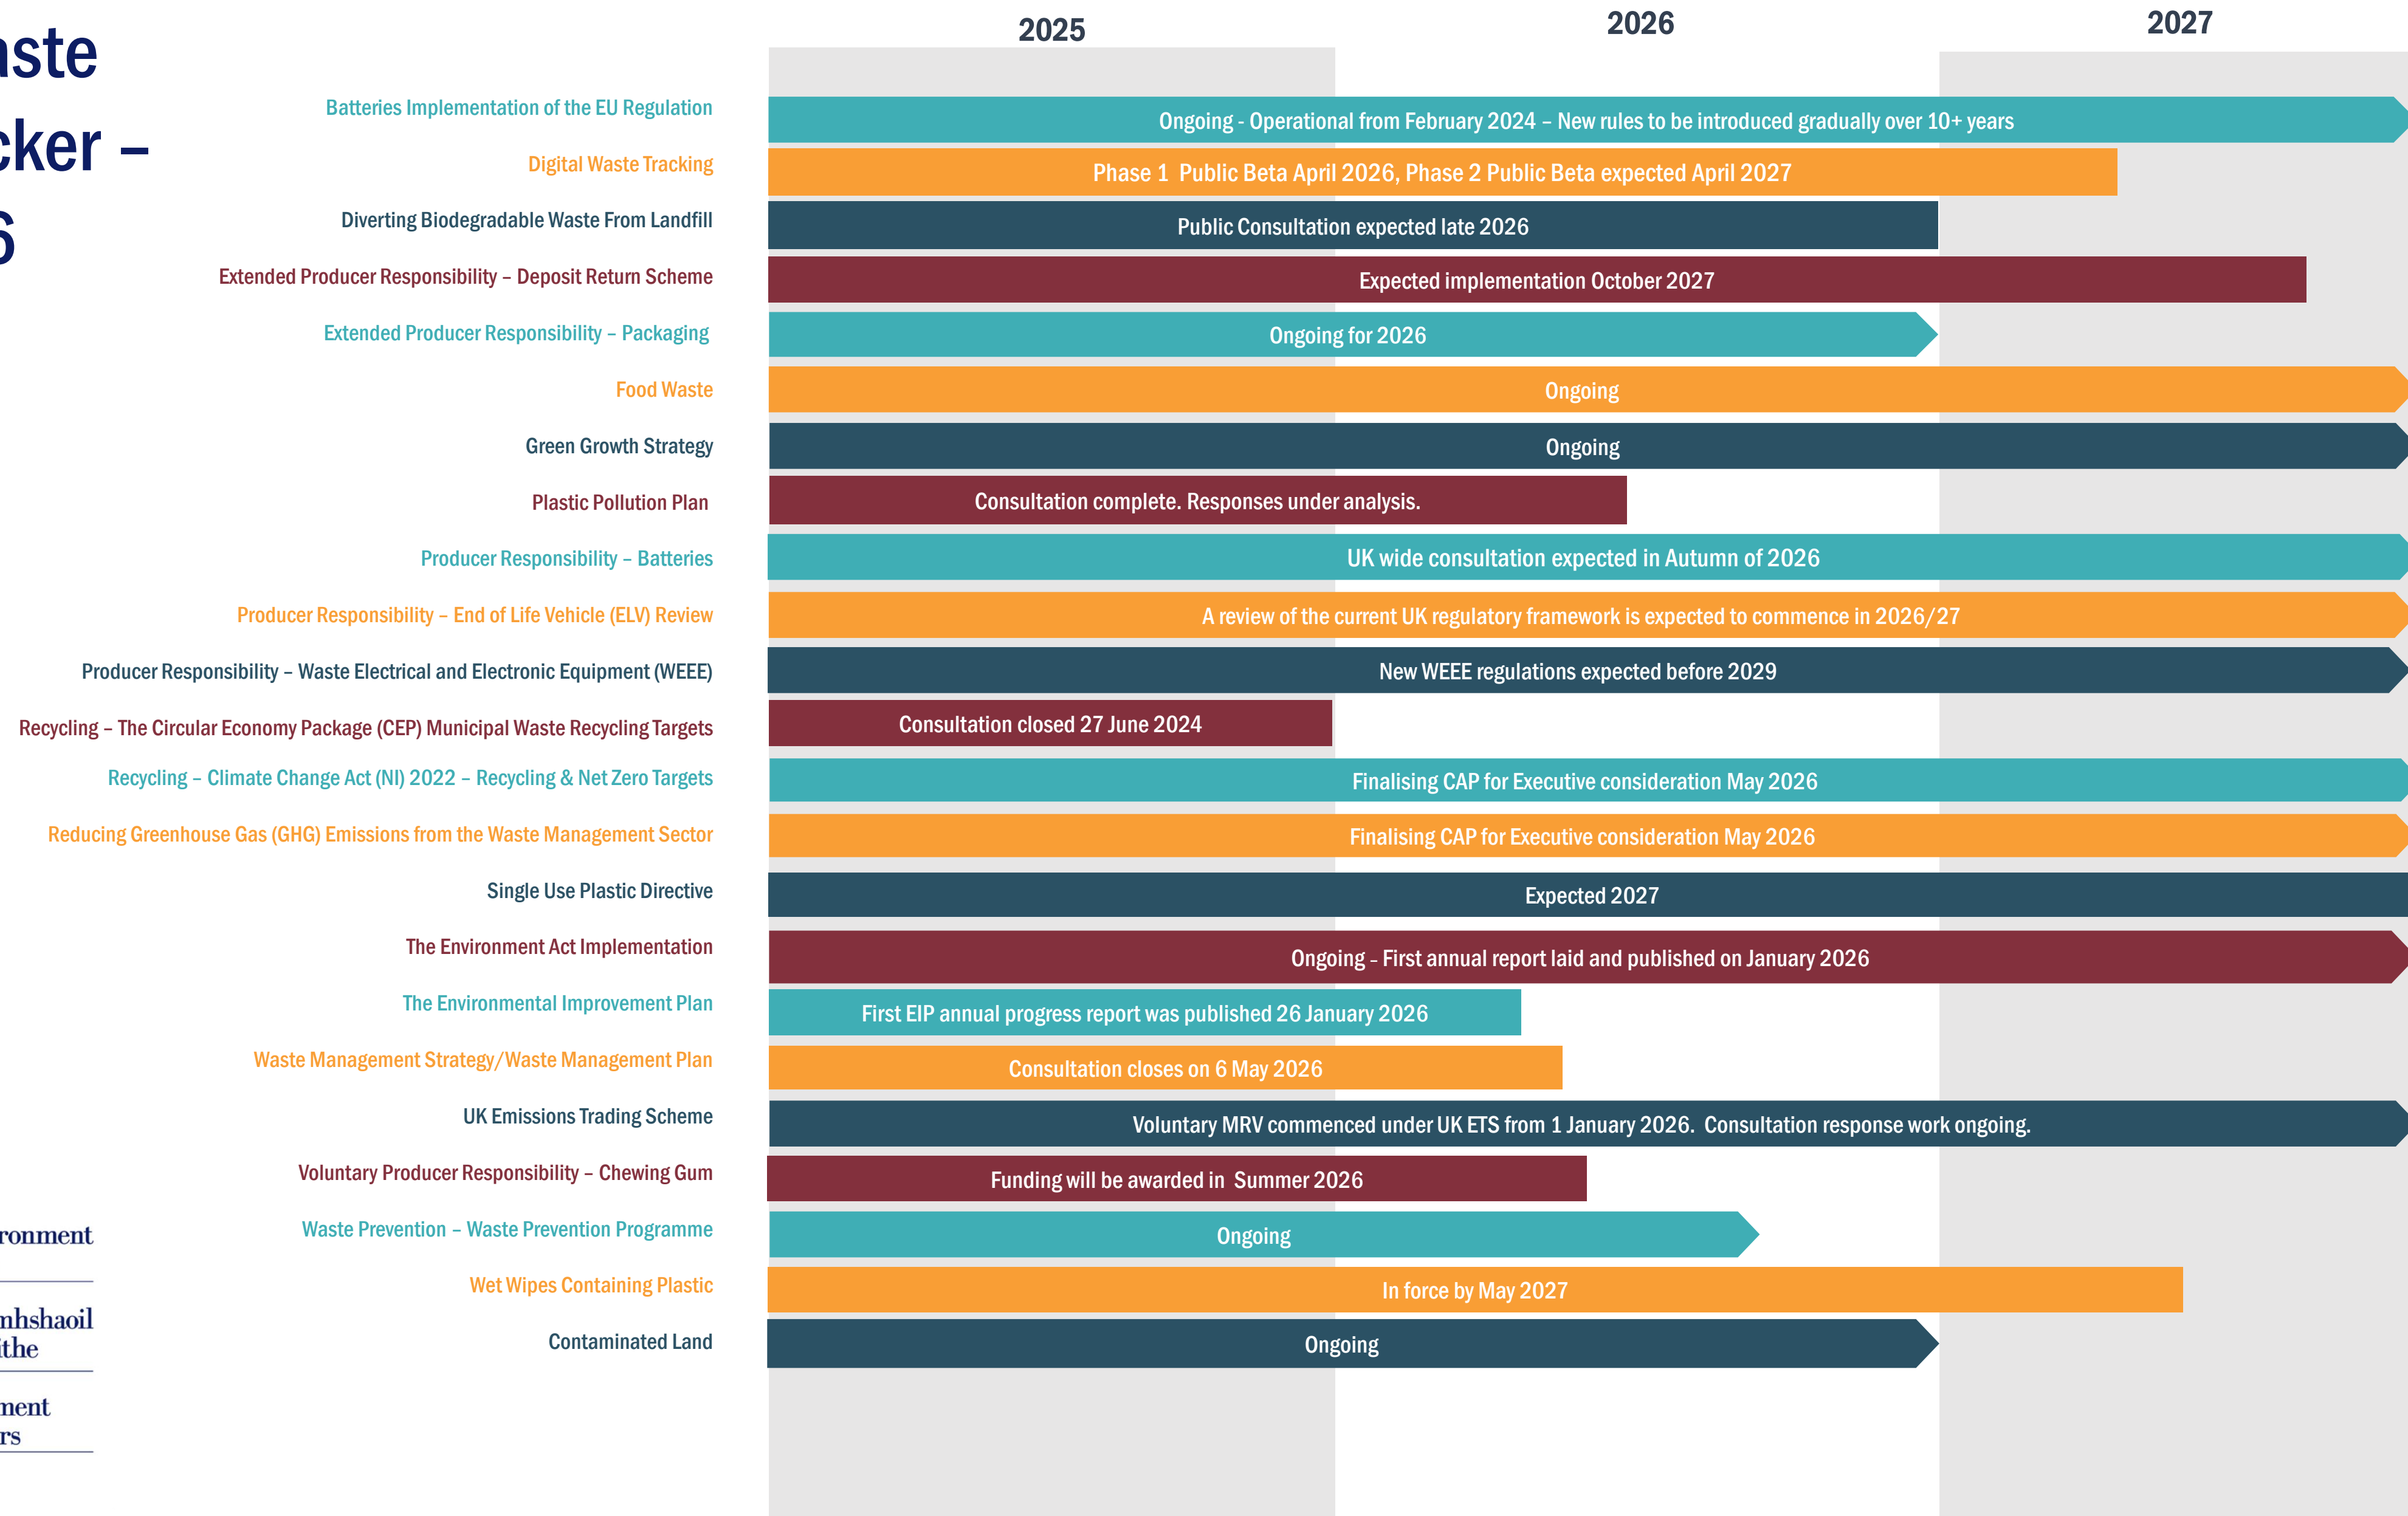 2025 2026 2027
aste
cker –
6
Batteries Implementation of the EU Regulation
Ongoing - Operational from February 2024 – New rules to be introduced gradually over 10+ years
Digital Waste Tracking
Phase 1 Public Beta April 2026, Phase 2 Public Beta expected April 2027
Diverting Biodegradable Waste From Landfill
Public Consultation expected late 2026
Extended Producer Responsibility – Deposit Return Scheme
Expected implementation October 2027
Extended Producer Responsibility – Packaging
Ongoing for 2026
Food Waste
Ongoing
Green Growth Strategy
Ongoing
Plastic Pollution Plan
Consultation complete. Responses under analysis.
Producer Responsibility – Batteries
UK wide consultation expected in Autumn of 2026
Producer Responsibility – End of Life Vehicle (ELV) Review
A review of the current UK regulatory framework is expected to commence in 2026/27
Producer Responsibility – Waste Electrical and Electronic Equipment (WEEE)
New WEEE regulations expected before 2029
Recycling – The Circular Economy Package (CEP) Municipal Waste Recycling Targets
Consultation closed 27 June 2024
Recycling – Climate Change Act (NI) 2022 – Recycling & Net Zero Targets
Finalising CAP for Executive consideration May 2026
Reducing Greenhouse Gas (GHG) Emissions from the Waste Management Sector
Finalising CAP for Executive consideration May 2026
Single Use Plastic Directive
Expected 2027
The Environment Act Implementation
Ongoing - First annual report laid and published on January 2026
The Environmental Improvement Plan
First EIP annual progress report was published 26 January 2026
Waste Management Strategy/Waste Management Plan
Consultation closes on 6 May 2026
UK Emissions Trading Scheme
Voluntary MRV commenced under UK ETS from 1 January 2026. Consultation response work ongoing.
Voluntary Producer Responsibility – Chewing Gum
Funding will be awarded in Summer 2026
Waste Prevention – Waste Prevention Programme
Ongoing
Wet Wipes Containing Plastic
In force by May 2027
Contaminated Land
Ongoing
ronment
mhshaoil
ithe
ment
rs